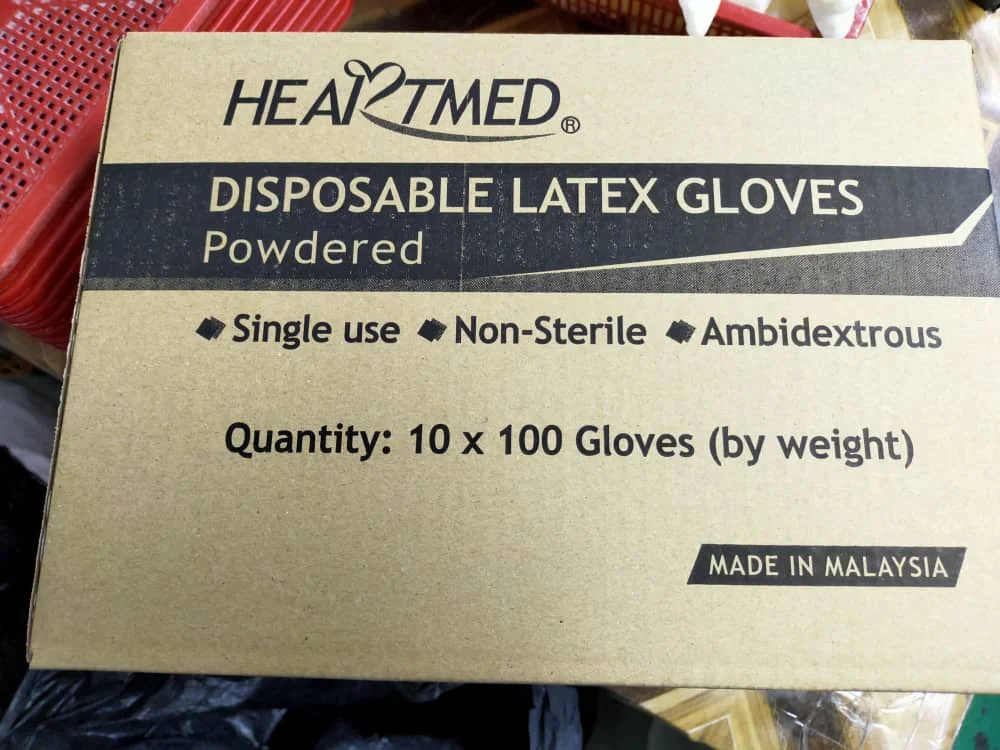 HEARTMED®
DISPOSABLE LATEX GLOVES
Powdered
Single use Non-Sterile Ambidextrous
Quantity: 10 x 100 Gloves (by weight)
MADE IN MALAYSIA